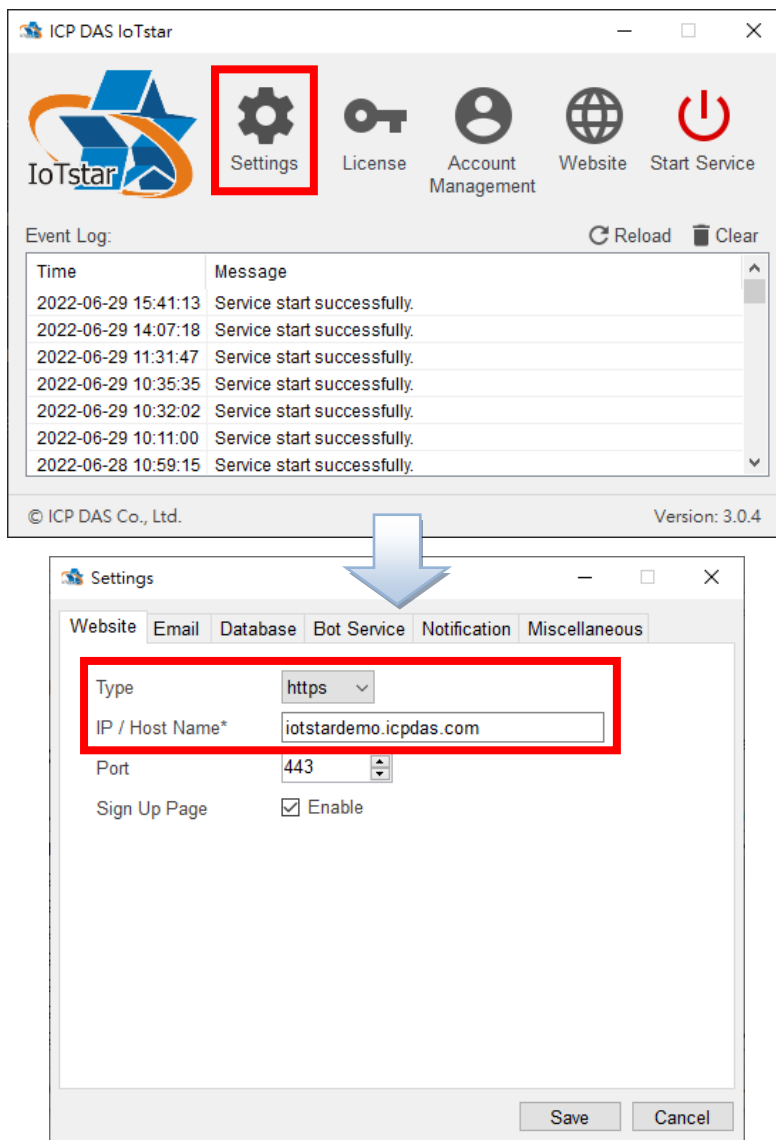 ICP DAS IoTstar
IoTstar
Settings
License
Account
Management
Website
Start Service
Event Log:
Reload
Clear
Time Message
2022-06-29 15:41:13 Service start successfully.
2022-06-29 14:07:18 Service start successfully.
2022-06-29 11:31:47 Service start successfully.
2022-06-29 10:35:35 Service start successfully.
2022-06-29 10:32:02 Service start successfully.
2022-06-29 10:11:00 Service start successfully.
2022-06-28 10:59:15 Service start successfully.
© ICP DAS Co., Ltd. Version: 3.0.4
Settings
Website Email Database Bot Service Notification Miscellaneous
Type https
IP / Host Name* iotstardemo.icpdas.com
Port 443
Sign Up Page Enable
Save Cancel